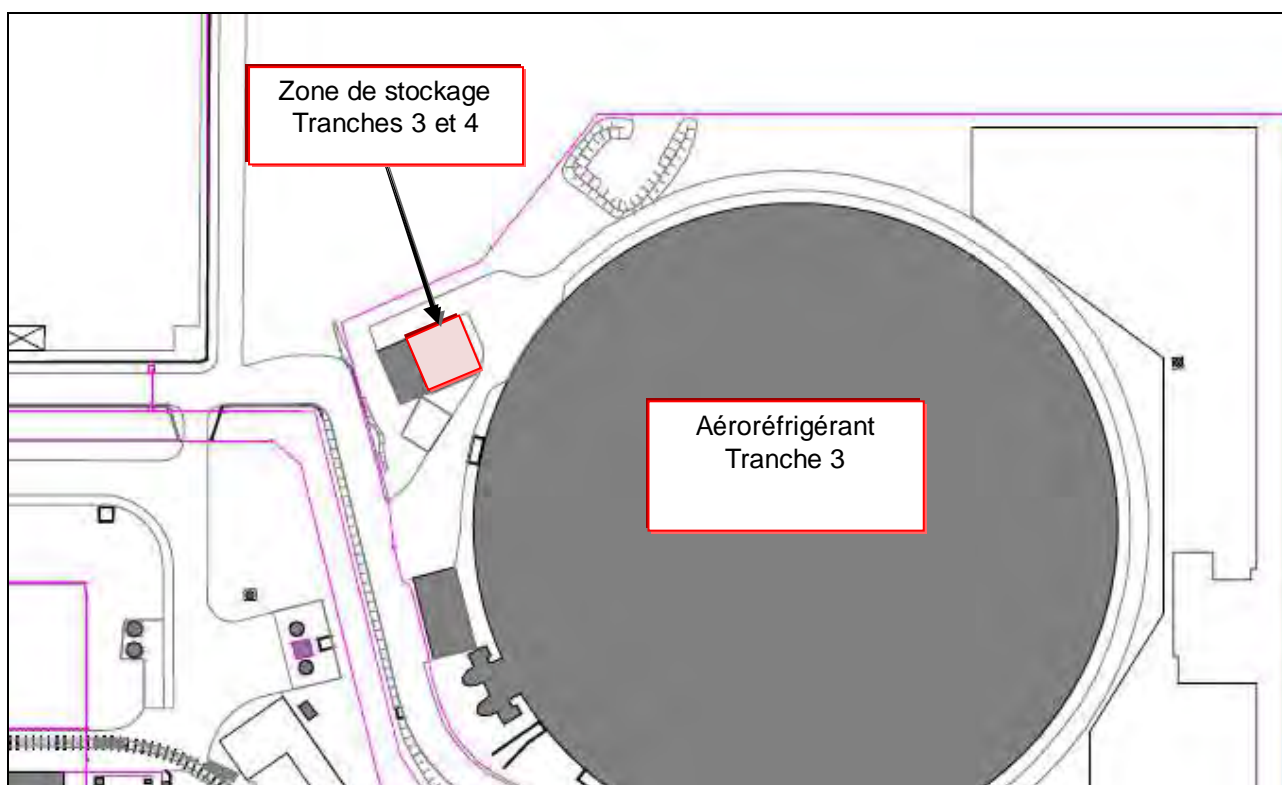 Zone de stockage
Tranches 3 et 4
Aéroréfrigérant
Tranche 3